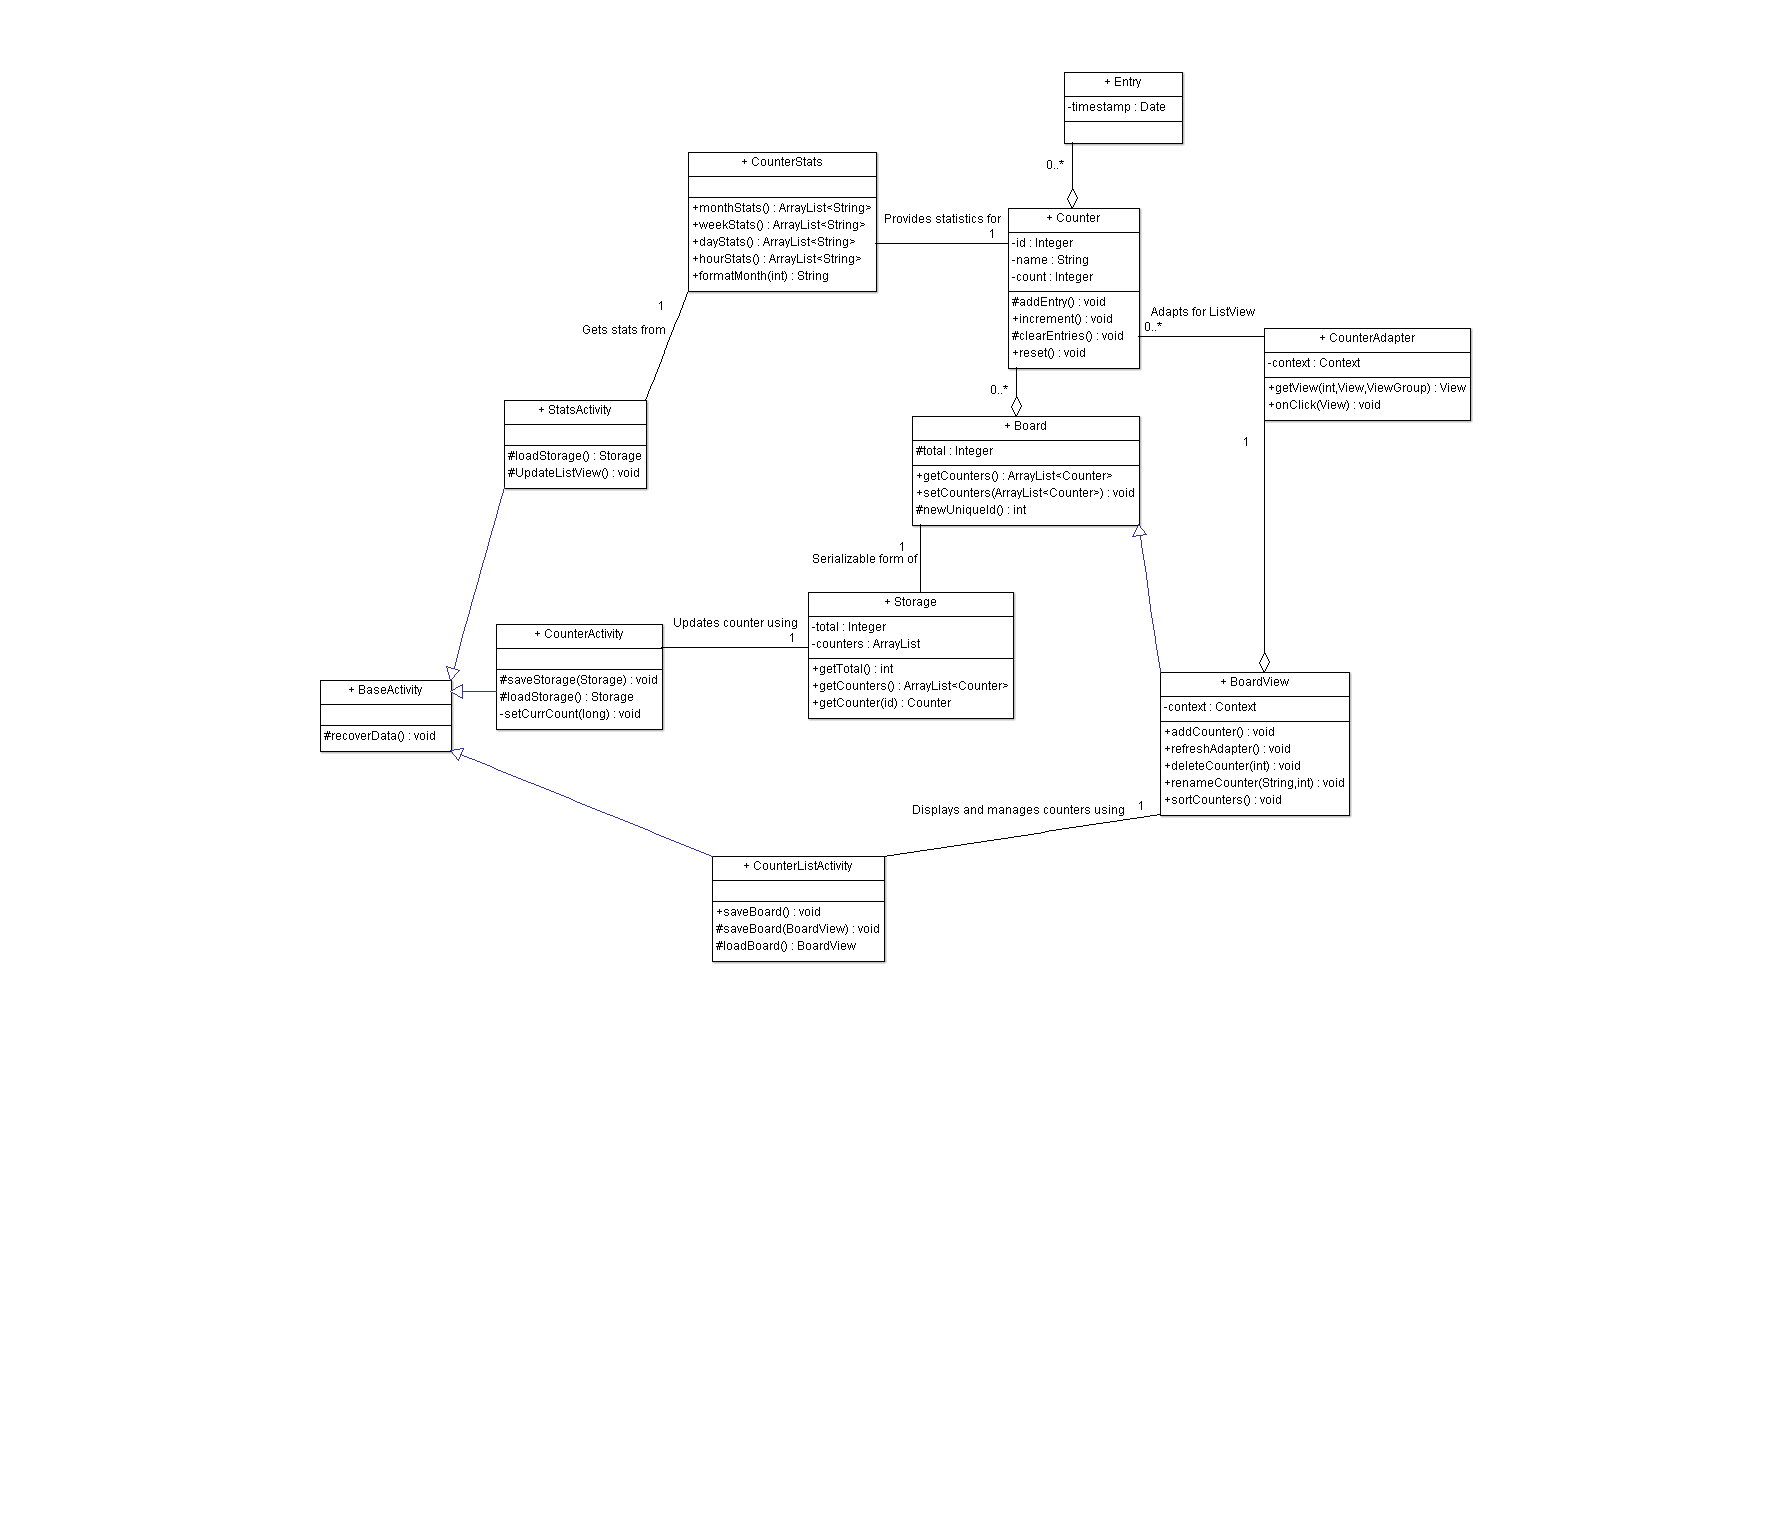 + Entry
-timestamp : Date
0..*
+ CounterStats
+monthStats() : ArrayList<String>
+weekStats() : ArrayList<String>
+dayStats() : ArrayList<String>
+hourStats() : ArrayList<String>
+formatMonth(int) : String
Provides statistics for
1
+ Counter
-id : Integer
-name : String
-count : Integer
#addEntry() : void
+increment() : void
#clearEntries() : void
+reset() : void
Adapts for ListView
0..*
+ CounterAdapter
-context : Context
+getView(int,View,ViewGroup) : View
+onClick(View) : void
1
1
Gets stats from
0..*
+ StatsActivity
#loadStorage() : Storage
#UpdateListView() : void
+ Board
#total : Integer
+getCounters() : ArrayList<Counter>
+setCounters(ArrayList<Counter>) : void
#newUniqueId() : int
1
Serializable form of
+ Storage
-total : Integer
-counters : ArrayList
+getTotal() : int
+getCounters() : ArrayList<Counter>
+getCounter(id) : Counter
Updates counter using
1
+ CounterActivity
#saveStorage(Storage) : void
#loadStorage() : Storage
-setCurrCount(long) : void
+ BaseActivity
#recoverData() : void
+ BoardView
-context : Context
+addCounter() : void
+refreshAdapter() : void
+deleteCounter(int) : void
+renameCounter(String,int) : void
+sortCounters() : void
Displays and manages counters using
1
+ CounterListActivity
+saveBoard() : void
#saveBoard(BoardView) : void
#loadBoard() : BoardView